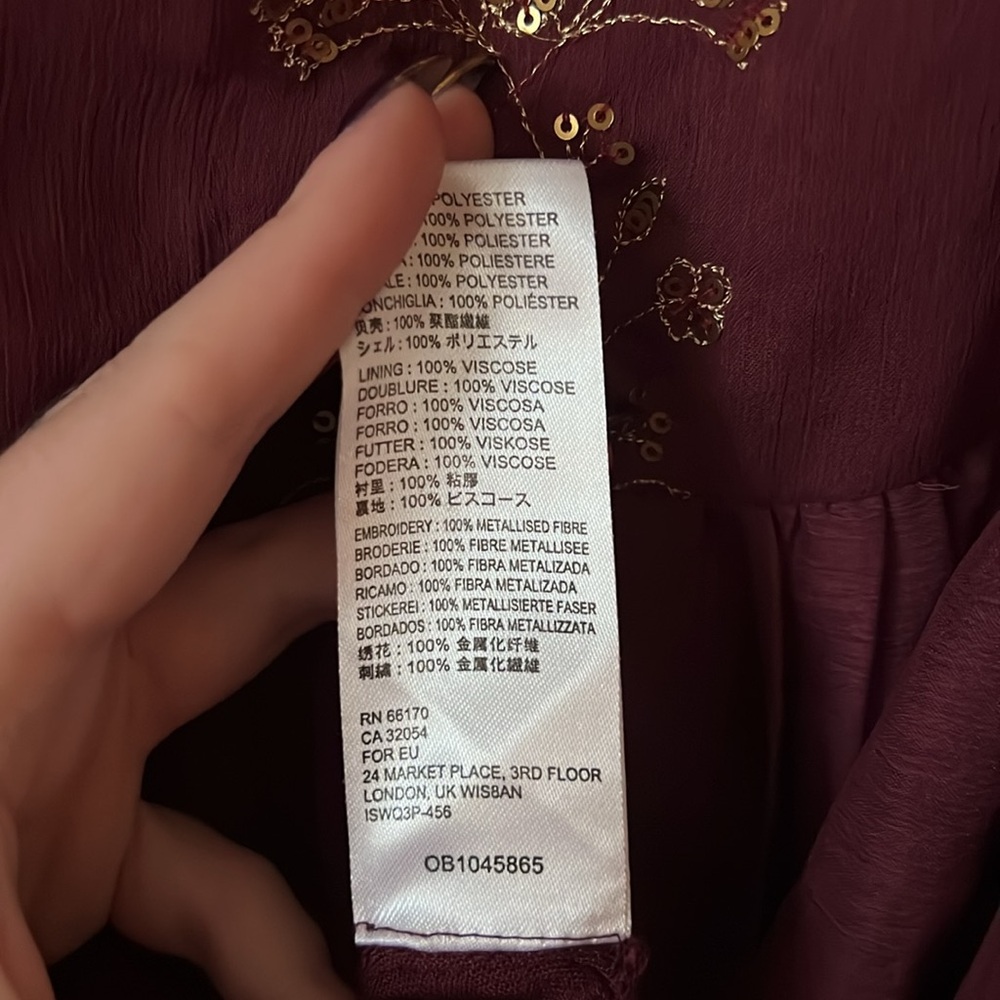 POLYESTER
100% POLYESTER
: 100% POLIESTER
: 100% POLIESTERE
LE : 100% POLYESTER
ONCHIGLIA : 100% POLIÉSTER
贝壳 : 100% 聚酯纖維
シェル : 100% ポリエステル
LINING : 100% VISCOSE
DOUBLURE : 100% VISCOSE
FORRO : 100% VISCOSA
FORRO : 100% VISCOSA
FUTTER : 100% VISKOSE
FODERA : 100% VISCOSE
衬里 : 100% 粘膠
裏地 : 100% ビスコース
EMBROIDERY : 100% METALLISED FIBRE
BRODERIE : 100% FIBRE METALLISEE
BORDADO : 100% FIBRA METALIZADA
RICAMO : 100% FIBRA METALIZADA
STICKEREI : 100% METALLISIERTE FASER
BORDADOS : 100% FIBRA METALLIZZATA
绣花 : 100% 金属化纤维
刺繍 : 100% 金属化繊維
RN 66170
CA 32054
FOR EU
24 MARKET PLACE, 3RD FLOOR
LONDON, UK WIS8AN
ISWQ3P-456
OB1045865